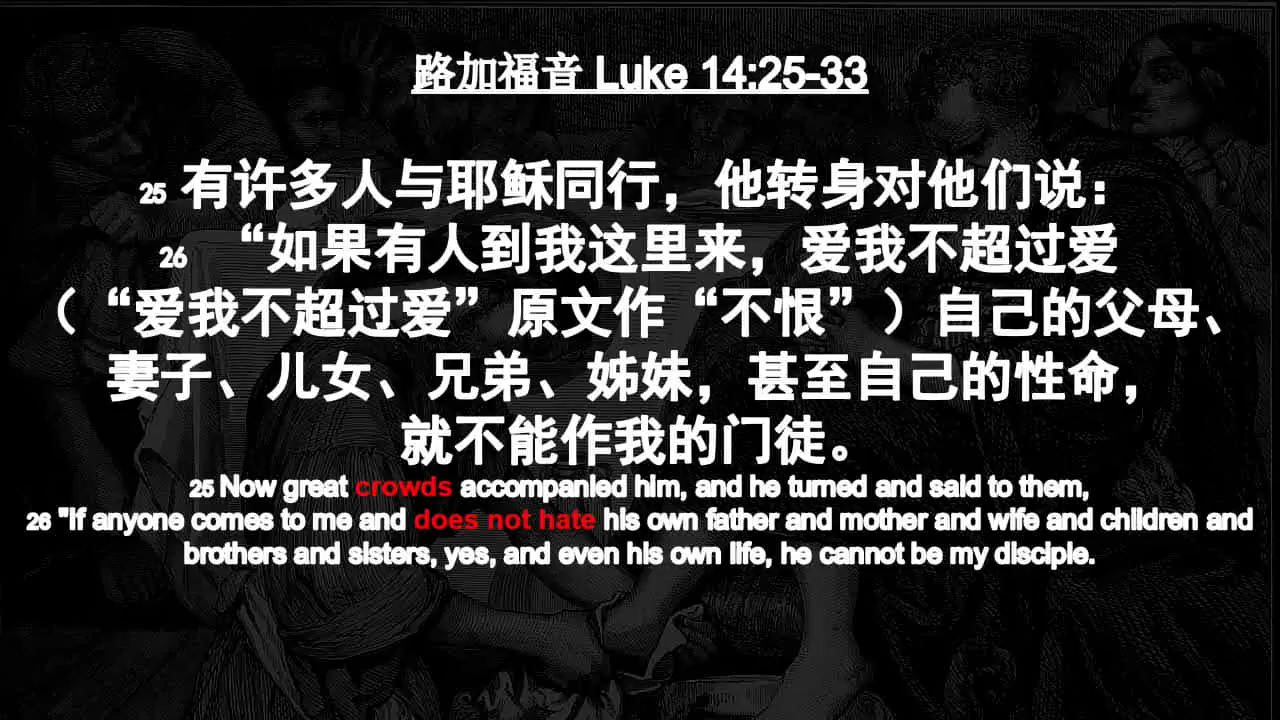 路加福音 Luke 14:25-33
25 有许多人与耶稣同行，他转身对他们说：
26 “如果有人到我这里来，爱我不超过爱
（“爱我不超过爱”原文作“不恨”）自己的父母、
妻子、儿女、兄弟、姊妹，甚至自己的性命，
就不能作我的门徒。
25 Now great crowds accompanied him, and he turned and said to them,
26 "If anyone comes to me and does not hate his own father and mother and wife and children and
brothers and sisters, yes, and even his own life, he cannot be my disciple.